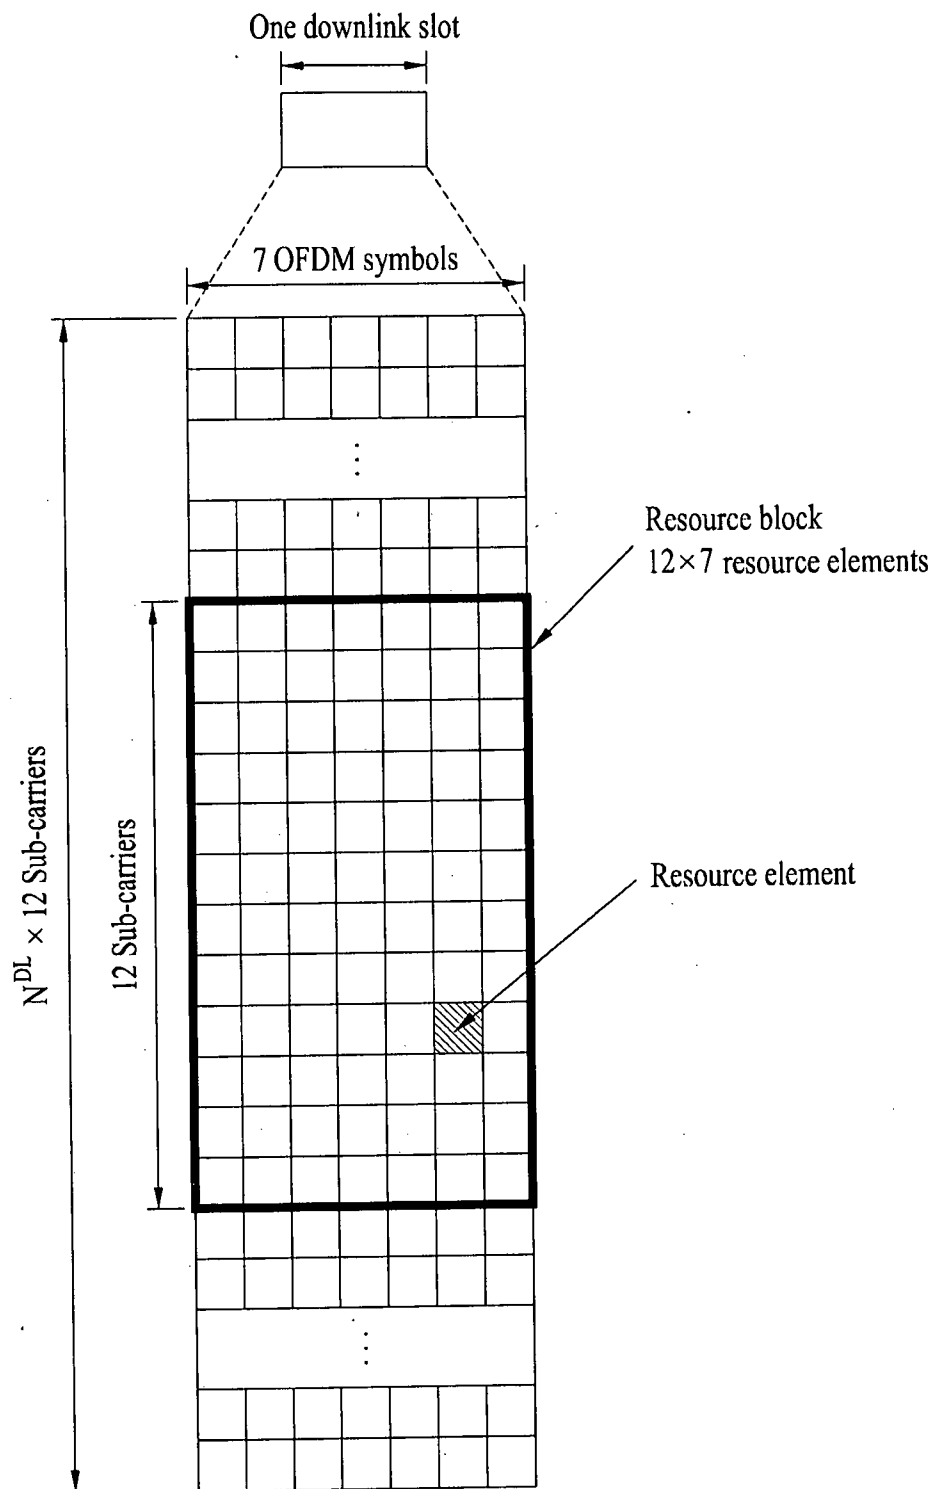 One downlink slot
7 OFDM symbols
Resource block
12×7 resource elements
Resource element
12 Sub-carriers
N^DL × 12 Sub-carriers